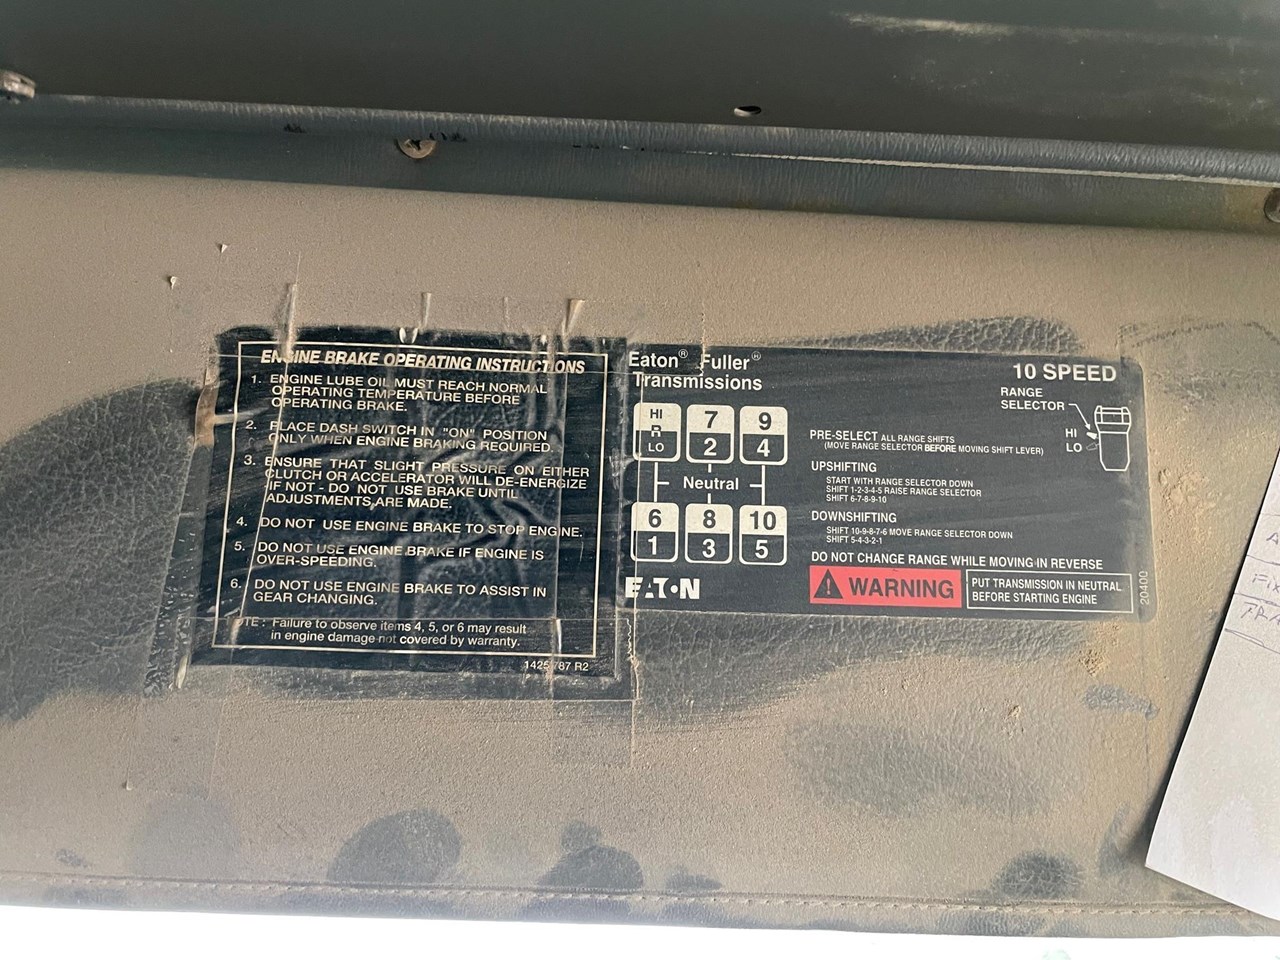 ENGINE BRAKE OPERATING INSTRUCTIONS
1. ENGINE LUBE OIL MUST REACH NORMAL
OPERATING TEMPERATURE BEFORE
OPERATING BRAKE.
2. PLACE DASH SWITCH IN "ON" POSITION
ONLY WHEN ENGINE BRAKING REQUIRED.
3. ENSURE THAT SLIGHT PRESSURE ON EITHER
CLUTCH OR ACCELERATOR WILL DE-ENERGIZE
IF NOT - DO NOT USE BRAKE UNTIL
ADJUSTMENTS ARE MADE.
4. DO NOT USE ENGINE BRAKE TO STOP ENGINE.
5. DO NOT USE ENGINE BRAKE IF ENGINE IS
OVER-SPEEDING.
6. DO NOT USE ENGINE BRAKE TO ASSIST IN
GEAR CHANGING.
NOTE: Failure to observe items 4, 5, or 6 may result
in engine damage not covered by warranty.
1425787 R2
Eaton® Fuller®
Transmissions
10 SPEED
RANGE
SELECTOR
HI
LO
HI 7 9
R
LO 2 4
Neutral
6 8 10
1 3 5
EATON
PRE-SELECT ALL RANGE SHIFTS
(MOVE RANGE SELECTOR BEFORE MOVING SHIFT LEVER)
UPSHIFTING
START WITH RANGE SELECTOR DOWN
SHIFT 1-2-3-4-5 RAISE RANGE SELECTOR
SHIFT 6-7-8-9-10
DOWNSHIFTING
SHIFT 10-9-8-7-6 MOVE RANGE SELECTOR DOWN
SHIFT 5-4-3-2-1
DO NOT CHANGE RANGE WHILE MOVING IN REVERSE
WARNING
PUT TRANSMISSION IN NEUTRAL
BEFORE STARTING ENGINE
20400